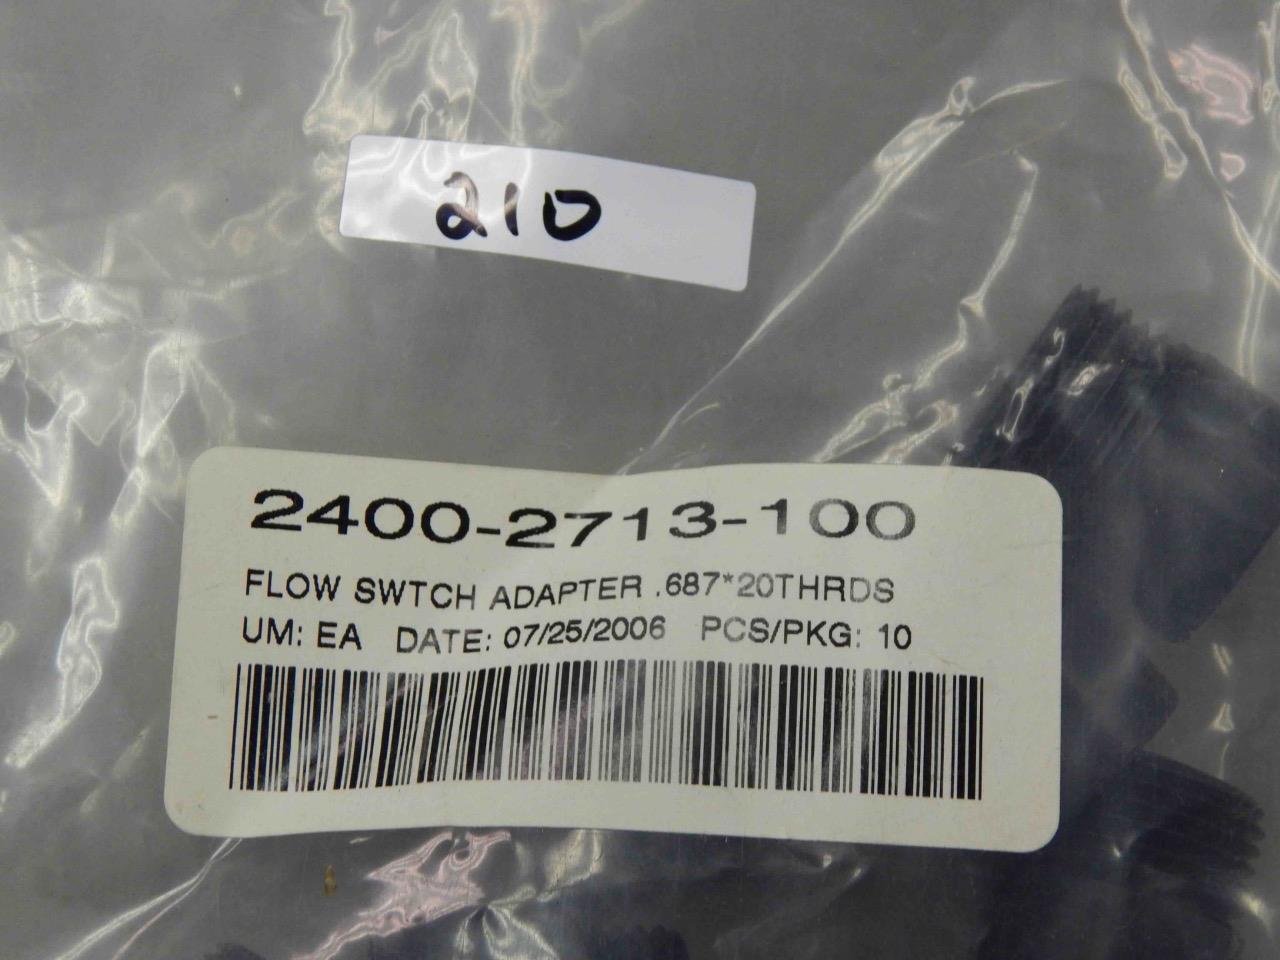 210
2400-2713-100
FLOW SWTCH ADAPTER .687*20THRDS
UM: EA DATE: 07/25/2006 PCS/PKG: 10